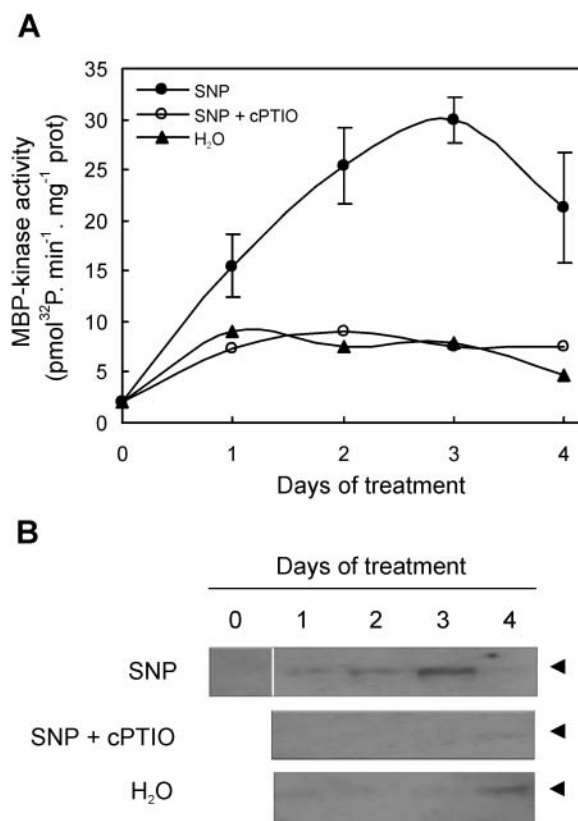 A
MBP-kinase activity
(pmol³²P. min⁻¹ . mg⁻¹ prot)
35
30
25
20
15
10
5
0
SNP
SNP + cPTIO
H₂O
0 1 2 3 4
Days of treatment
B
Days of treatment
0 1 2 3 4
SNP
SNP + cPTIO
H₂O